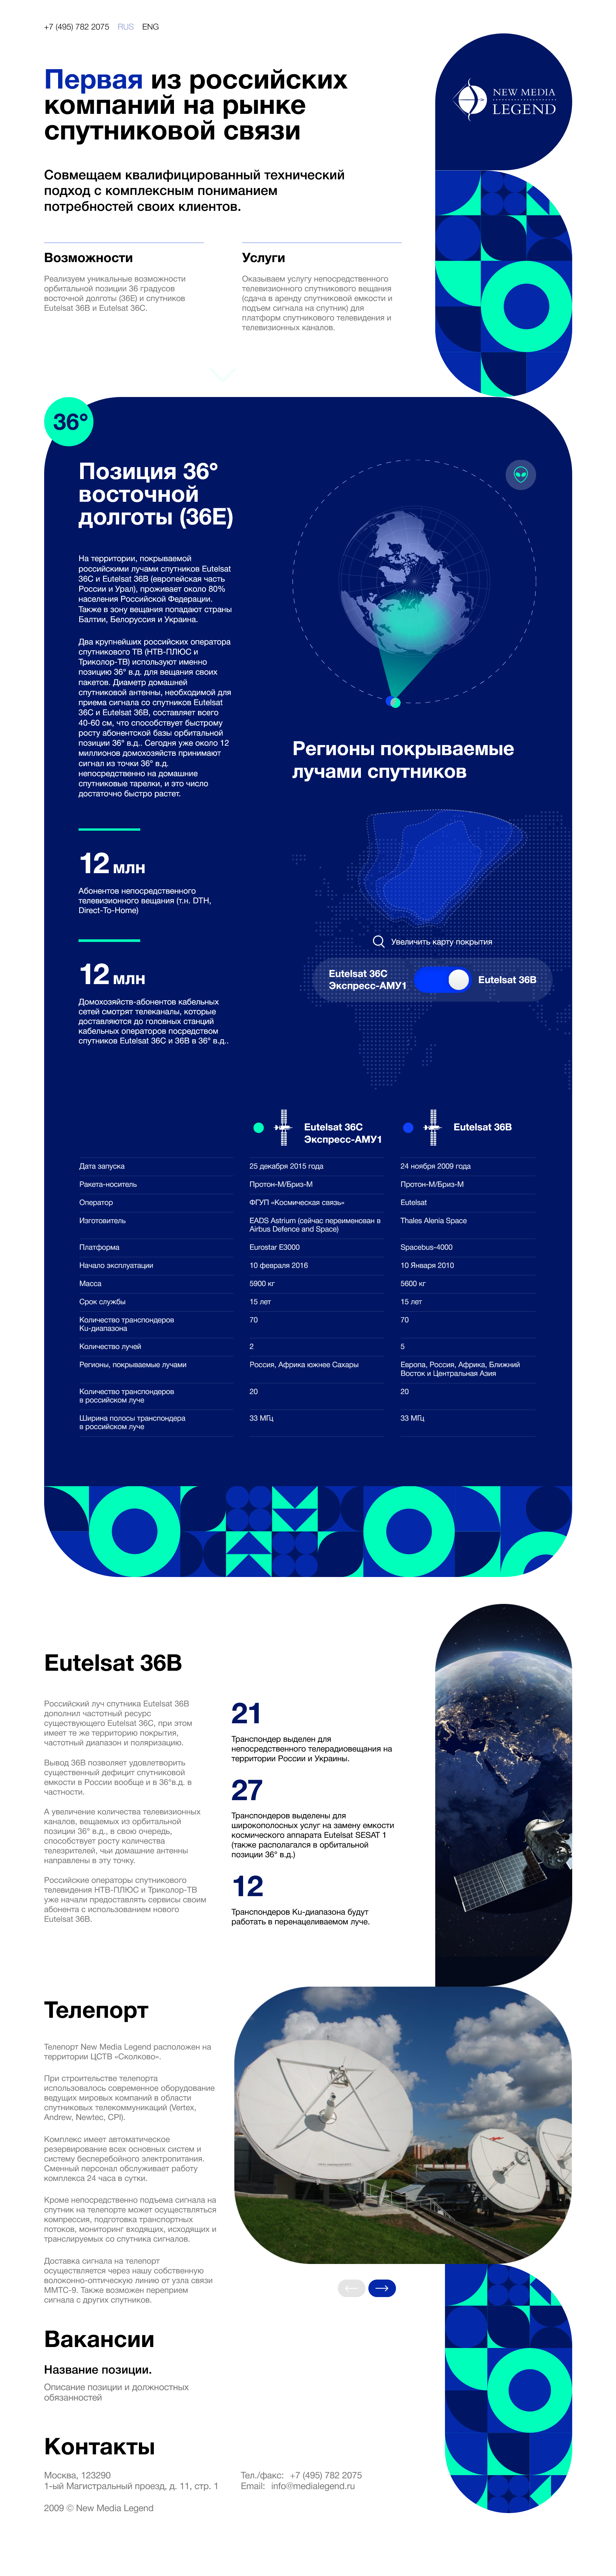 +7 (495) 782 2075 RUS ENG
Первая из российских
компаний на рынке
спутниковой связи
NEW MEDIA
LEGEND
Совмещаем квалифицированный технический
подход с комплексным пониманием
потребностей своих клиентов.
Возможности
Реализуем уникальные возможности
орбитальной позиции 36 градусов
восточной долготы (36E) и спутников
Eutelsat 36B и Eutelsat 36C.
Услуги
Оказываем услугу непосредственного
телевизионного спутникового вещания
(сдача в аренду спутниковой емкости и
подъем сигнала на спутник) для
платформ спутникового телевидения и
телевизионных каналов.
36°
Позиция 36°
восточной
долготы (36E)
На территории, покрываемой
российскими лучами спутников Eutelsat
36C и Eutelsat 36B (европейская часть
России и Урал), проживает около 80%
населения Российской Федерации.
Также в зону вещания попадают страны
Балтии, Белоруссия и Украина.
Два крупнейших российских оператора
спутникового ТВ (НТВ-ПЛЮС и
Триколор-ТВ) используют именно
позицию 36° в.д. для вещания своих
пакетов. Диаметр домашней
спутниковой антенны, необходимой для
приема сигнала со спутников Eutelsat
36C и Eutelsat 36B, составляет всего
40-60 см, что способствует быстрому
росту абонентской базы орбитальной
позиции 36° в.д.. Сегодня уже около 12
миллионов домохозяйств принимают
сигнал из точки 36° в.д.
непосредственно на домашние
спутниковые тарелки, и это число
достаточно быстро растет.
12 млн
Абонентов непосредственного
телевизионного вещания (т.н. DTH,
Direct-To-Home)
12 млн
Домохозяйств-абонентов кабельных
сетей смотрят телеканалы, которые
доставляются до головных станций
кабельных операторов посредством
спутников Eutelsat 36C и 36B в 36° в.д..
Регионы покрываемые
лучами спутников
Увеличить карту покрытия
Eutelsat 36C
Экспресс-АМУ1
Eutelsat 36B
Eutelsat 36C
Экспресс-АМУ1
Eutelsat 36B
Дата запуска 25 декабря 2015 года 24 ноября 2009 года
Ракета-носитель Протон-М/Бриз-М Протон-М/Бриз-М
Оператор ФГУП «Космическая связь» Eutelsat
Изготовитель EADS Astrium (сейчас переименован в Thales Alenia Space
Airbus Defence and Space)
Платформа Eurostar E3000 Spacebus-4000
Начало эксплуатации 10 февраля 2016 10 Января 2010
Масса 5900 кг 5600 кг
Срок службы 15 лет 15 лет
Количество транспондеров 70 70
Ku-диапазона
Количество лучей 2 5
Регионы, покрываемые лучами Россия, Африка южнее Сахары Европа, Россия, Африка, Ближний
Восток и Центральная Азия
Количество транспондеров 20 20
в российском луче
Ширина полосы транспондера 33 МГц 33 МГц
в российском луче
Eutelsat 36B
Российский луч спутника Eutelsat 36B
дополнил частотный ресурс
существующего Eutelsat 36C, при этом
имеет те же территорию покрытия,
частотный диапазон и поляризацию.
Вывод 36B позволяет удовлетворить
существенный дефицит спутниковой
емкости в России вообще и в 36°в.д. в
частности.
А увеличение количества телевизионных
каналов, вещаемых из орбитальной
позиции 36° в.д., в свою очередь,
способствует росту количества
телезрителей, чьи домашние антенны
направлены в эту точку.
Российские операторы спутникового
телевидения НТВ-ПЛЮС и Триколор-ТВ
уже начали предоставлять сервисы своим
абонента с использованием нового
Eutelsat 36B.
21
Транспондер выделен для
непосредственного телерадиовещания на
территории России и Украины.
27
Транспондеров выделены для
широкополосных услуг на замену емкости
космического аппарата Eutelsat SESAT 1
(также располагался в орбитальной
позиции 36° в.д.)
12
Транспондеров Ku-диапазона будут
работать в перенацеливаемом луче.
Телепорт
Телепорт New Media Legend расположен на
территории ЦСТВ «Сколково».
При строительстве телепорта
использовалось современное оборудование
ведущих мировых компаний в области
спутниковых телекоммуникаций (Vertex,
Andrew, Newtec, CPI).
Комплекс имеет автоматическое
резервирование всех основных систем и
систему бесперебойного электропитания.
Сменный персонал обслуживает работу
комплекса 24 часа в сутки.
Кроме непосредственно подъема сигнала на
спутник на телепорте может осуществляться
компрессия, подготовка транспортных
потоков, мониторинг входящих, исходящих и
транслируемых со спутника сигналов.
Доставка сигнала на телепорт
осуществляется через нашу собственную
волоконно-оптическую линию от узла связи
ММТС-9. Также возможен переприем
сигнала с других спутников.
Вакансии
Название позиции.
Описание позиции и должностных
обязанностей
Контакты
Москва, 123290
1-ый Магистральный проезд, д. 11, стр. 1
Тел./факс: +7 (495) 782 2075
Email: info@medialegend.ru
2009 © New Media Legend